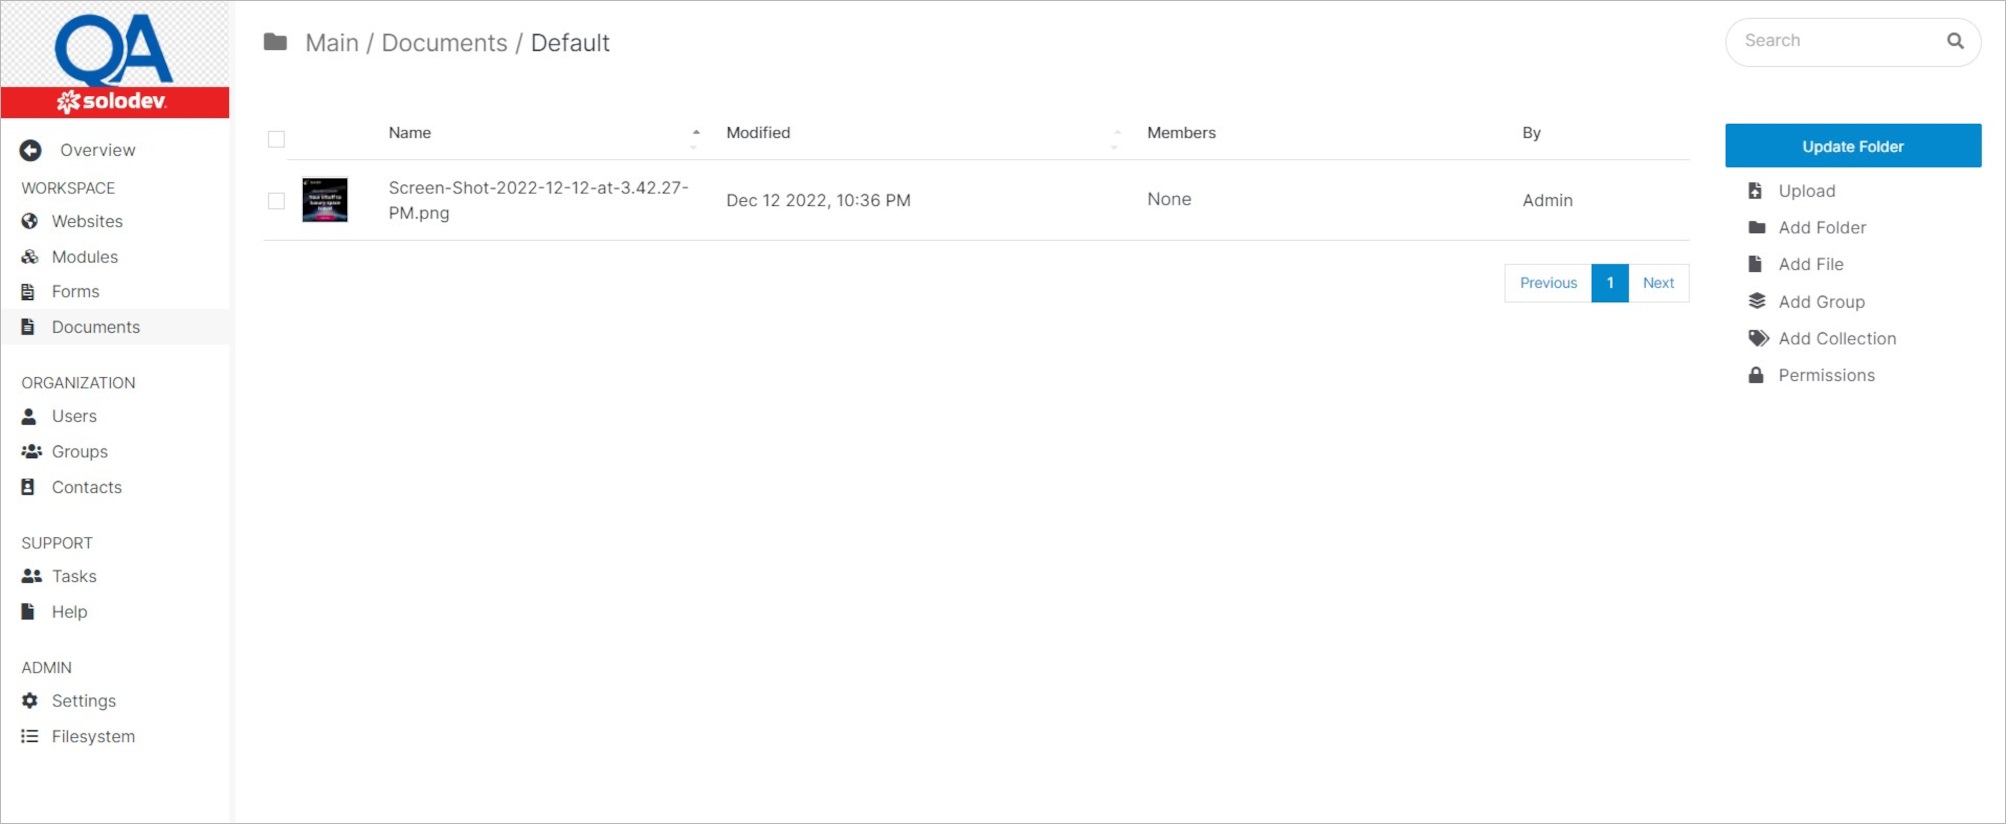 QA
solodev
Main / Documents / Default
Search
Overview
WORKSPACE
Websites
Modules
Forms
Documents
ORGANIZATION
Users
Groups
Contacts
SUPPORT
Tasks
Help
ADMIN
Settings
Filesystem
Name Modified Members By
Screen-Shot-2022-12-12-at-3.42.27-
PM.png
Dec 12 2022, 10:36 PM
None
Admin
Previous 1 Next
Update Folder
Upload
Add Folder
Add File
Add Group
Add Collection
Permissions